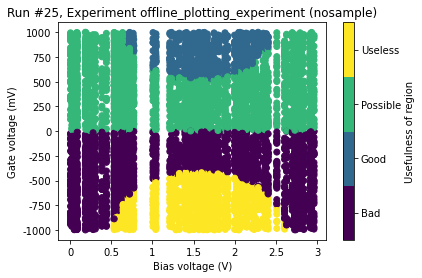 Run #25, Experiment offline_plotting_experiment (nosample)
1000
750
500
250
0
-250
-500
-750
-1000
Gate voltage (mV)
0
0.5
1
1.5
2
2.5
3
Bias voltage (V)
Useless
Possible
Good
Bad
Usefulness of region